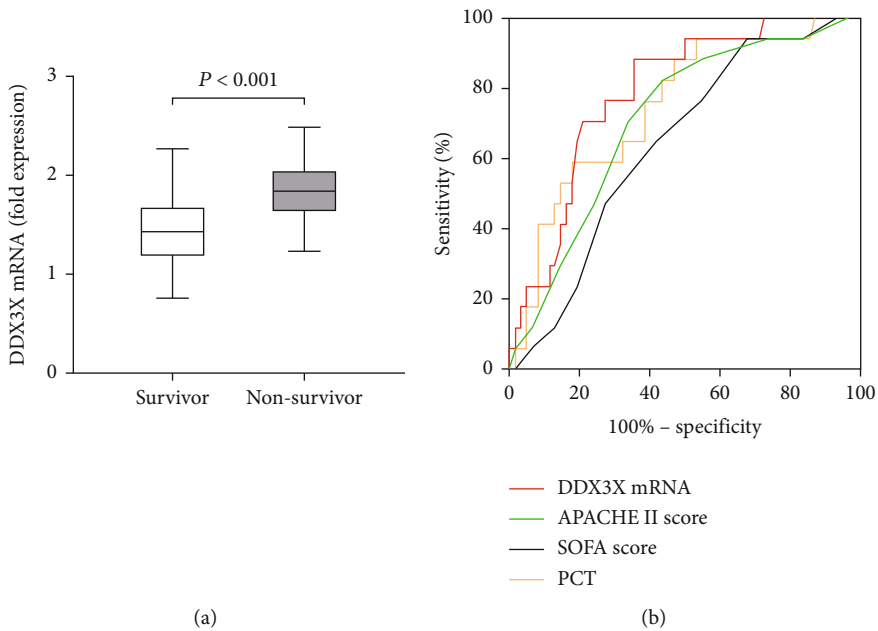 DDX3X mRNA (fold expression)
3
2
1
0
P < 0.001
Survivor
Non-survivor
(a)
Sensitivity (%)
100
80
60
40
20
0
0
20
40
60
80
100
100% – specificity
DDX3X mRNA
APACHE II score
SOFA score
PCT
(b)